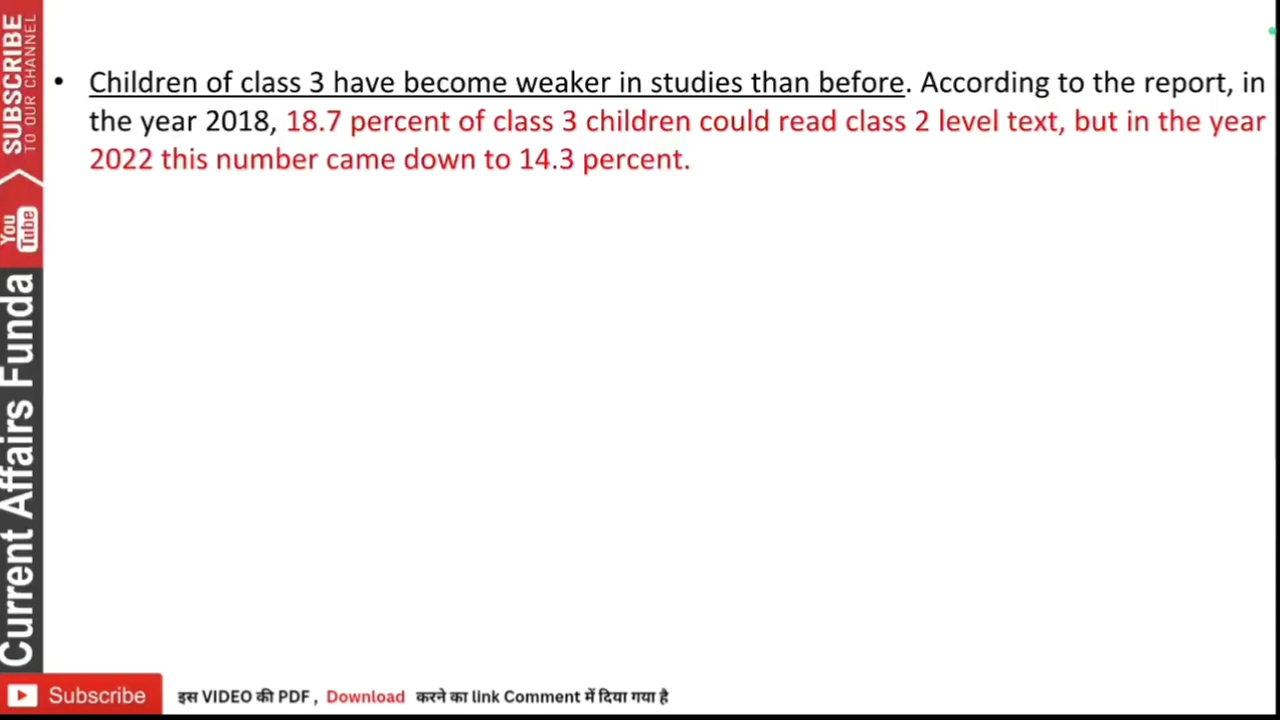 • Children of class 3 have become weaker in studies than before. According to the report, in
the year 2018, 18.7 percent of class 3 children could read class 2 level text, but in the year
2022 this number came down to 14.3 percent.
SUBSCRIBE
TO OUR CHANNEL
You
Tube
Current Affairs Funda
Subscribe
इस VIDEO की PDF , Download करने का link Comment में दिया गया है